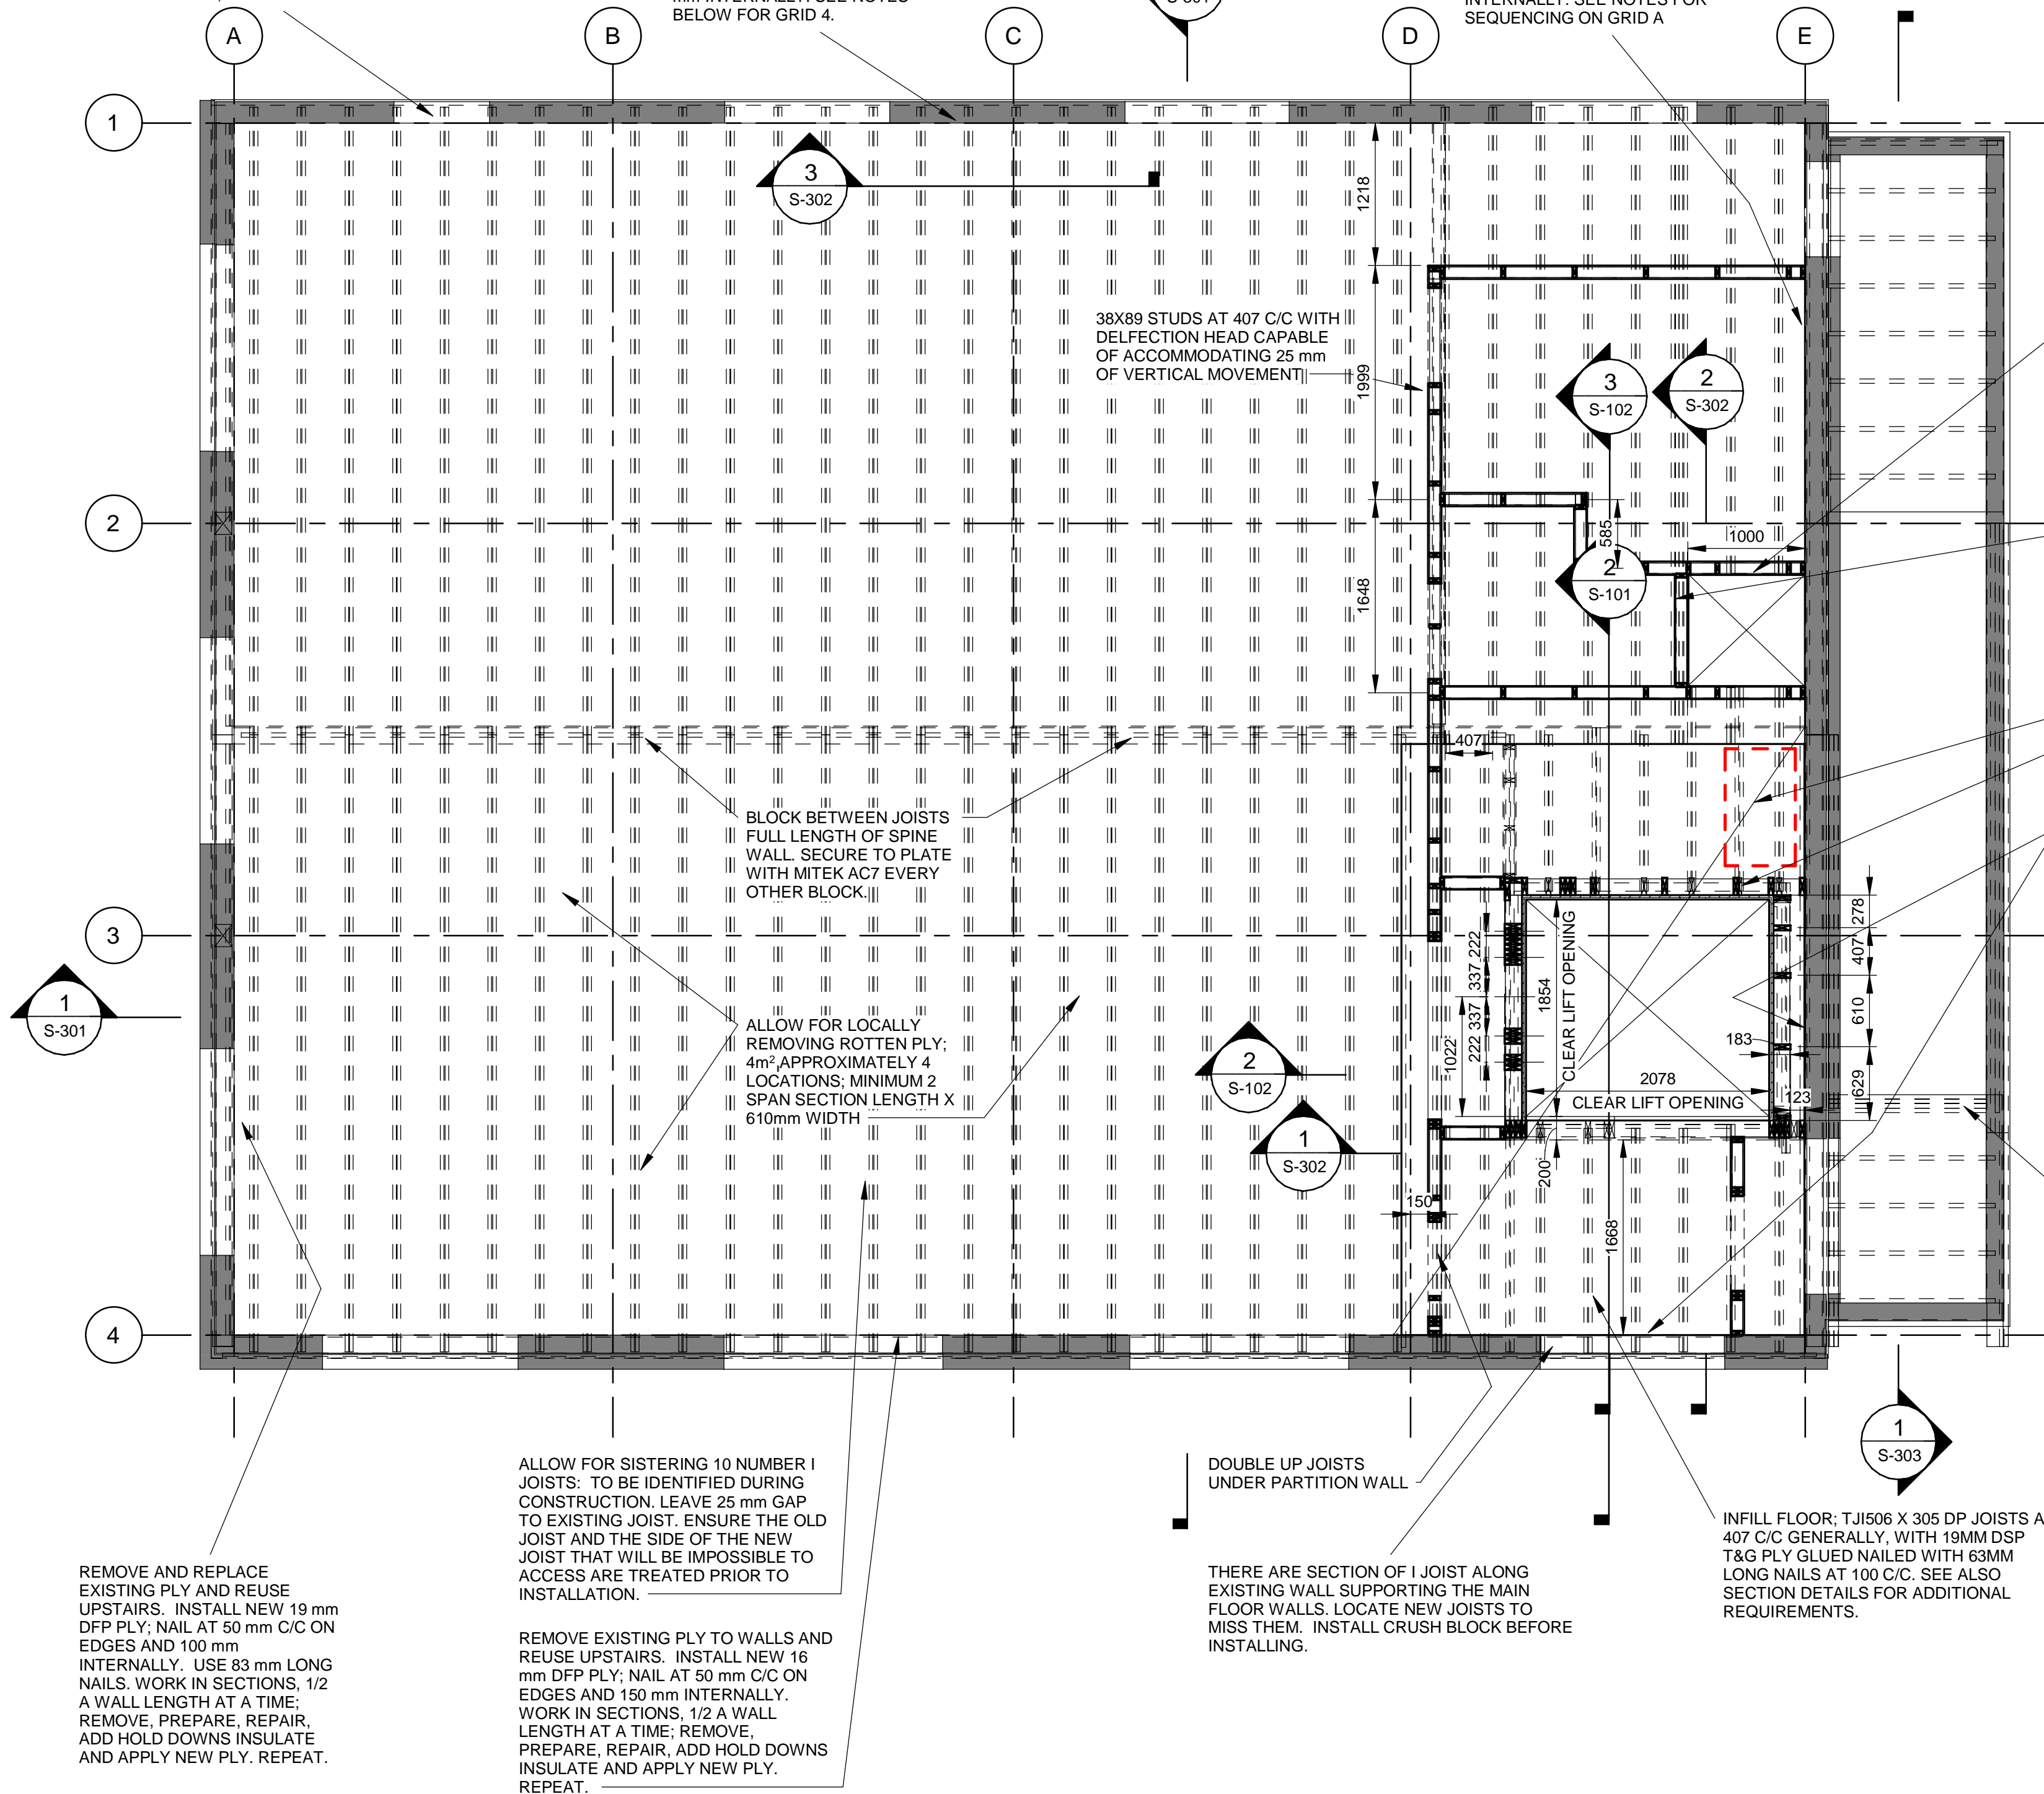 mm INTERNALLY. SEE NOTES
BELOW FOR GRID 4.
S-301
INTERNALLY. SEE NOTES FOR
SEQUENCING ON GRID A
A
B
C
D
E
1
2
3
4
3
S-302
1218
1999
1648
38X89 STUDS AT 407 C/C WITH
DELFECTION HEAD CAPABLE
OF ACCOMMODATING 25 mm
OF VERTICAL MOVEMENT
3
S-102
2
S-302
585
1000
2
S-101
407
BLOCK BETWEEN JOISTS
FULL LENGTH OF SPINE
WALL. SECURE TO PLATE
WITH MITEK AC7 EVERY
OTHER BLOCK.
1
S-301
ALLOW FOR LOCALLY
REMOVING ROTTEN PLY;
4m², APPROXIMATELY 4
LOCATIONS; MINIMUM 2
SPAN SECTION LENGTH X
610mm WIDTH
222
337
337
222
1022
1854
CLEAR LIFT OPENING
2078
CLEAR LIFT OPENING
183
123
278
407
610
629
2
S-102
1
S-302
200
150
1668
1
S-303
REMOVE AND REPLACE
EXISTING PLY AND REUSE
UPSTAIRS. INSTALL NEW 19 mm
DFP PLY; NAIL AT 50 mm C/C ON
EDGES AND 100 mm
INTERNALLY. USE 83 mm LONG
NAILS. WORK IN SECTIONS, 1/2
A WALL LENGTH AT A TIME;
REMOVE, PREPARE, REPAIR,
ADD HOLD DOWNS INSULATE
AND APPLY NEW PLY. REPEAT.
ALLOW FOR SISTERING 10 NUMBER I
JOISTS: TO BE IDENTIFIED DURING
CONSTRUCTION. LEAVE 25 mm GAP
TO EXISTING JOIST. ENSURE THE OLD
JOIST AND THE SIDE OF THE NEW
JOIST THAT WILL BE IMPOSSIBLE TO
ACCESS ARE TREATED PRIOR TO
INSTALLATION.
REMOVE EXISTING PLY TO WALLS AND
REUSE UPSTAIRS. INSTALL NEW 16
mm DFP PLY; NAIL AT 50 mm C/C ON
EDGES AND 150 mm INTERNALLY.
WORK IN SECTIONS, 1/2 A WALL
LENGTH AT A TIME; REMOVE,
PREPARE, REPAIR, ADD HOLD DOWNS
INSULATE AND APPLY NEW PLY.
REPEAT.
DOUBLE UP JOISTS
UNDER PARTITION WALL
THERE ARE SECTION OF I JOIST ALONG
EXISTING WALL SUPPORTING THE MAIN
FLOOR WALLS. LOCATE NEW JOISTS TO
MISS THEM. INSTALL CRUSH BLOCK BEFORE
INSTALLING.
INFILL FLOOR; TJI506 X 305 DP JOISTS A
407 C/C GENERALLY, WITH 19MM DSP
T&G PLY GLUED NAILED WITH 63MM
LONG NAILS AT 100 C/C. SEE ALSO
SECTION DETAILS FOR ADDITIONAL
REQUIREMENTS.